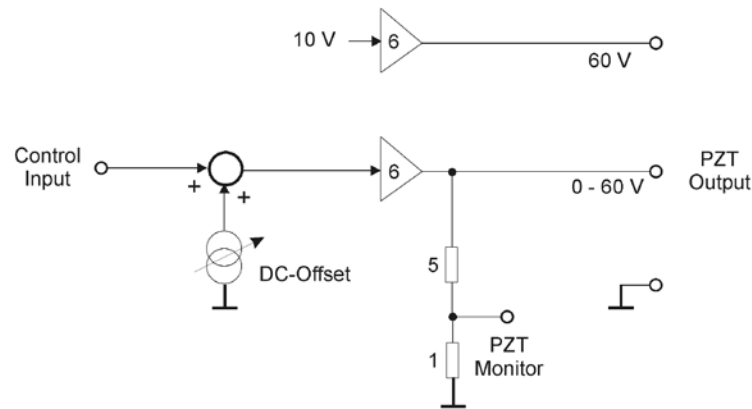 10 V
6
60 V
Control
Input
+
+
6
0 - 60 V
PZT
Output
DC-Offset
5
PZT
Monitor
1